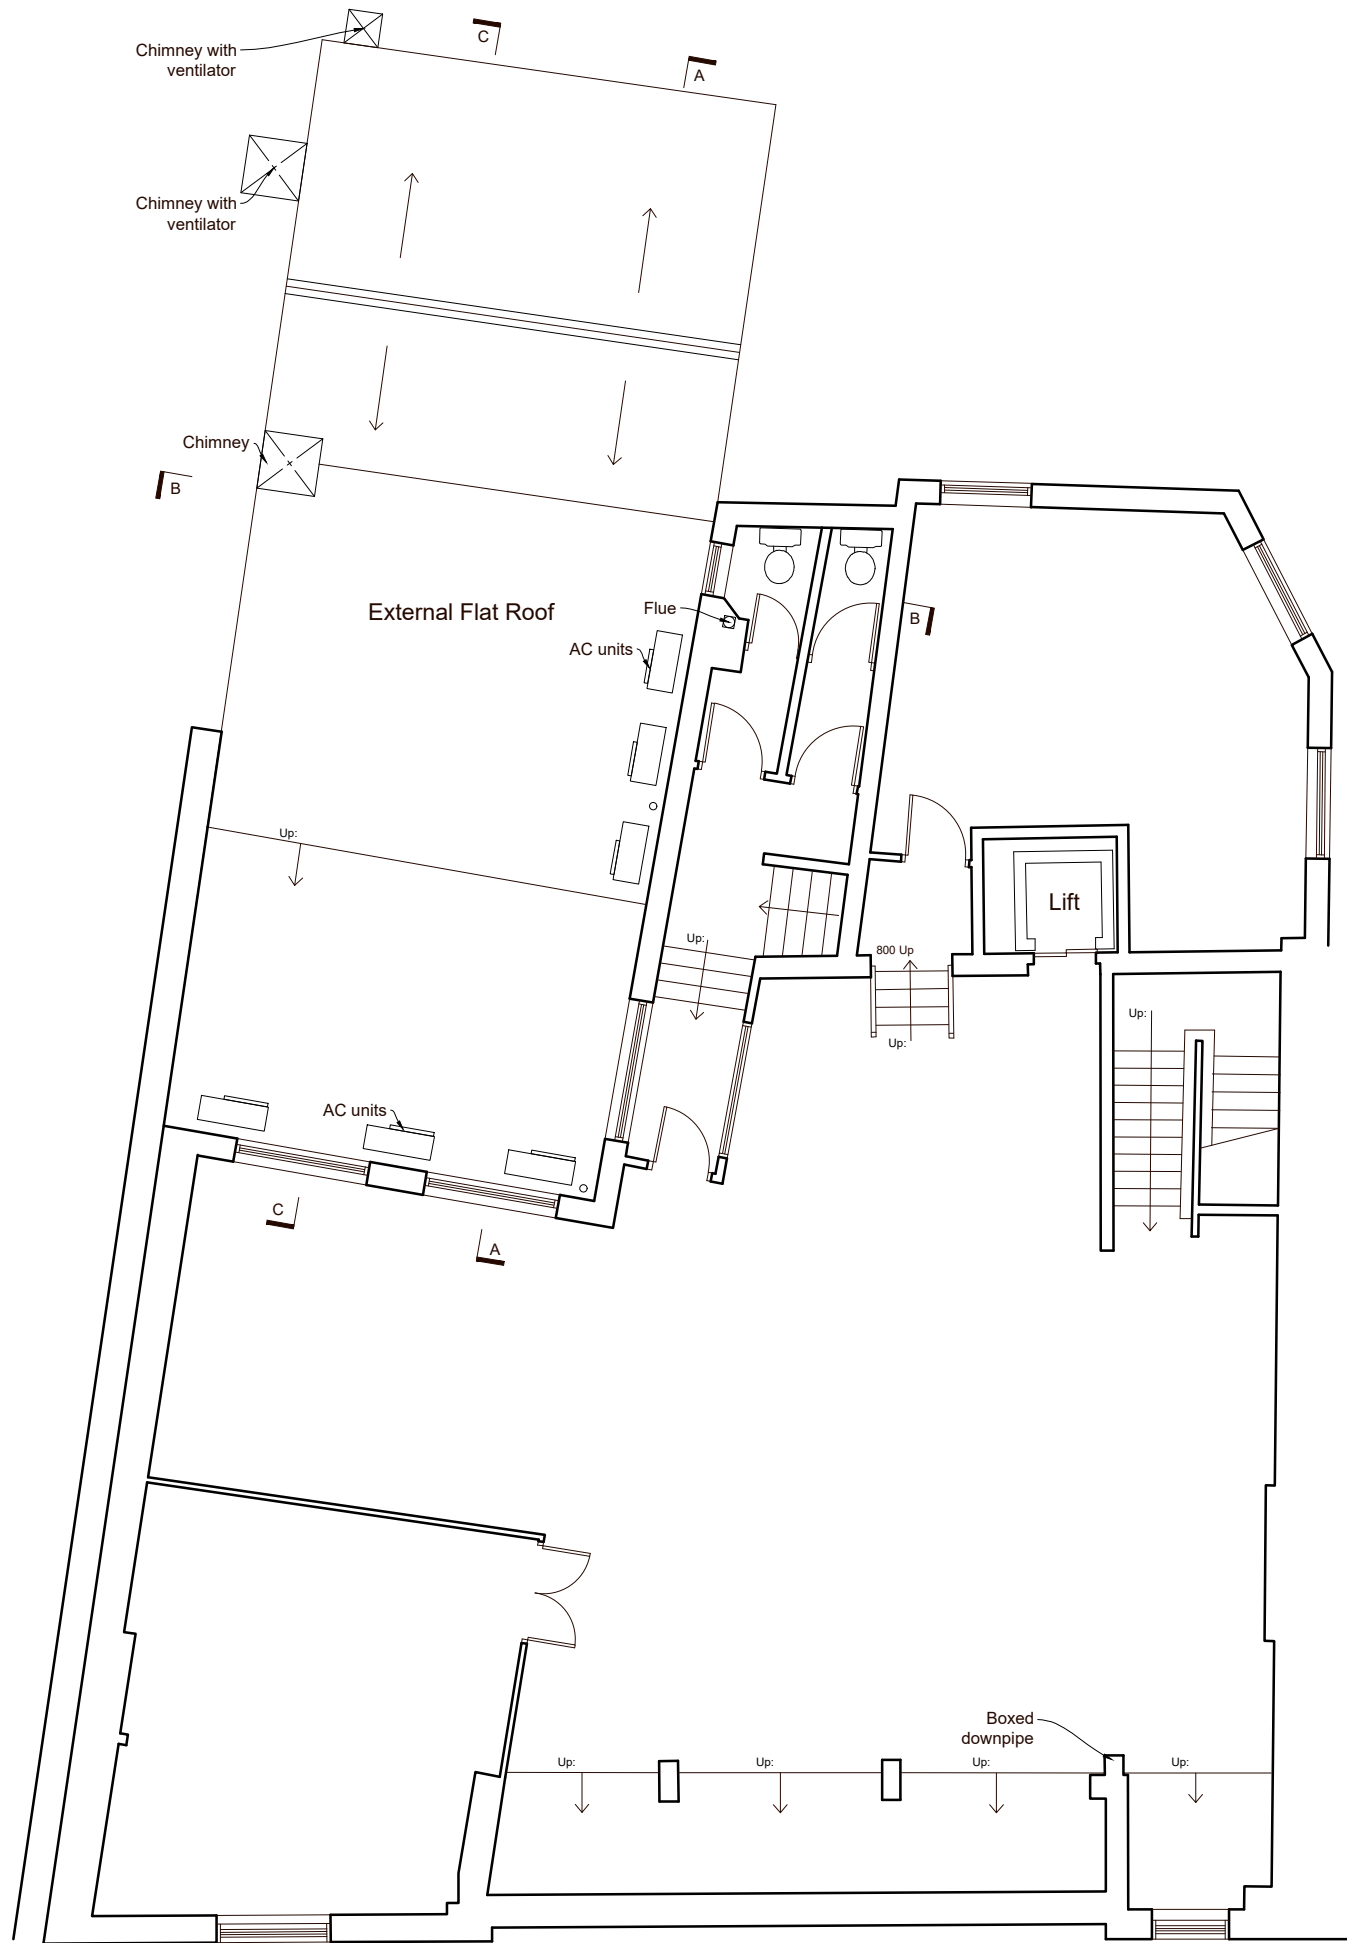 C
Chimney with
ventilator
A
Chimney with
ventilator
Chimney
B
External Flat Roof
Flue
B
AC units
Up:
Lift
Up:
800 Up
Up:
Up:
AC units
C
A
Boxed
downpipe
Up:
Up:
Up:
Up: